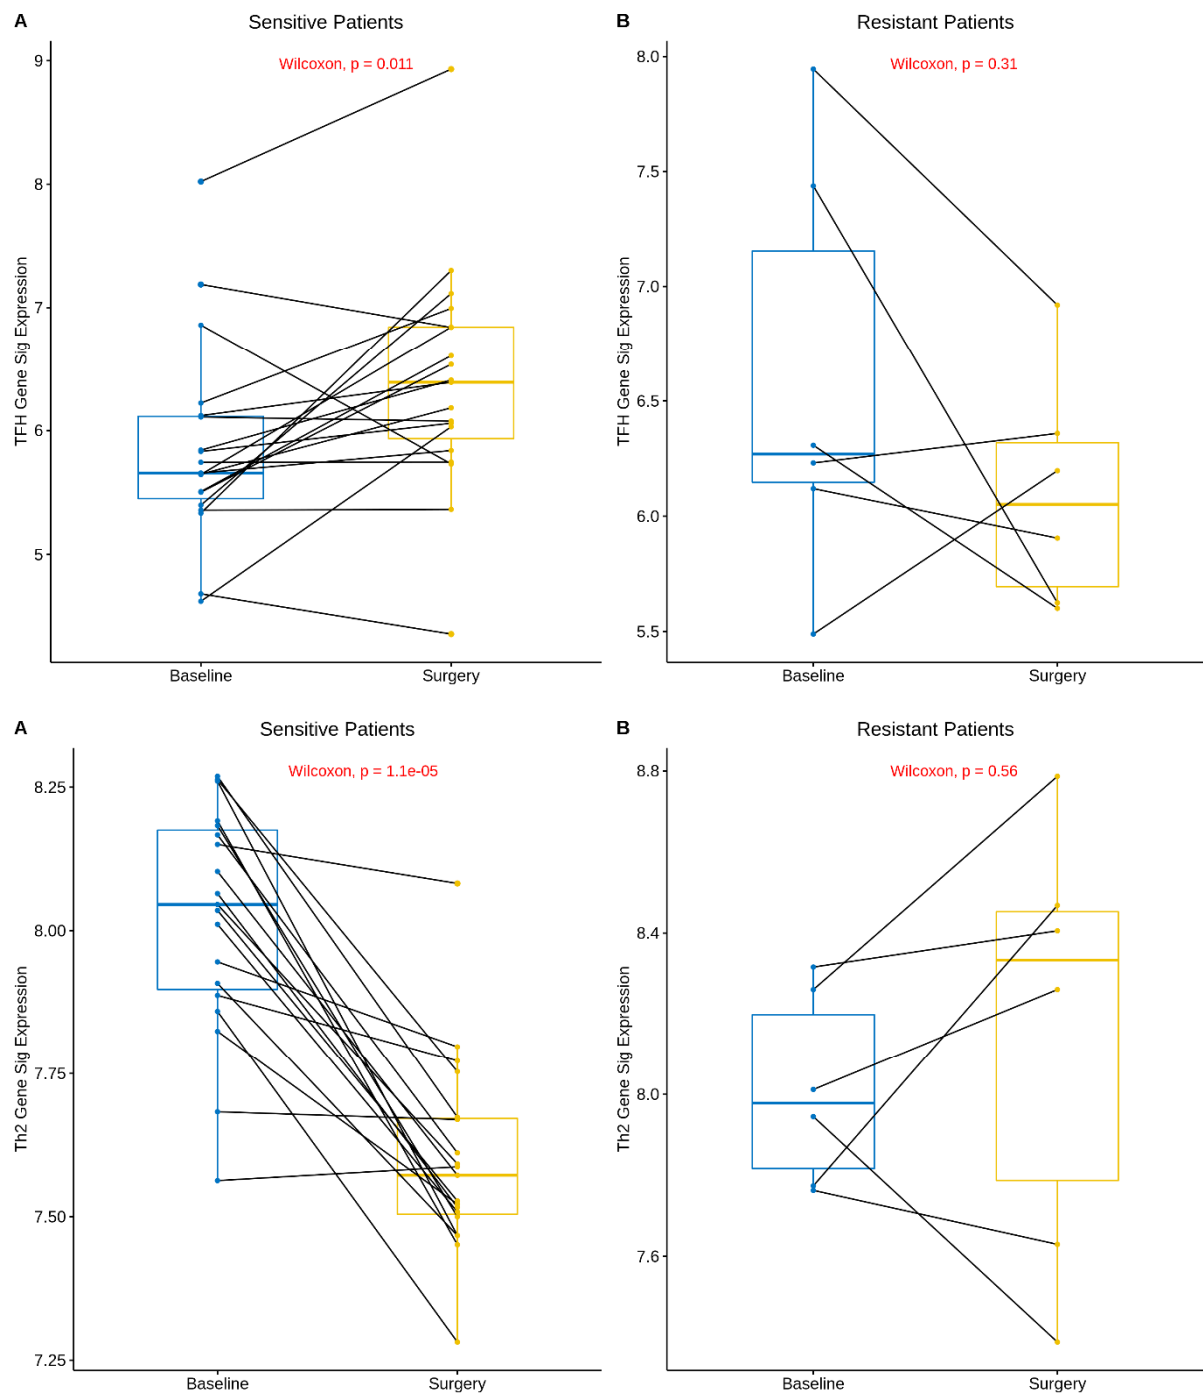 A
Sensitive Patients
Wilcoxon, p = 0.011
9
8
7
6
5
TFH Gene Sig Expression
Baseline
Surgery
B
Resistant Patients
Wilcoxon, p = 0.31
8.0
7.5
7.0
6.5
6.0
5.5
TFH Gene Sig Expression
Baseline
Surgery
A
Sensitive Patients
Wilcoxon, p = 1.1e-05
8.25
8.00
7.75
7.50
7.25
Th2 Gene Sig Expression
Baseline
Surgery
B
Resistant Patients
Wilcoxon, p = 0.56
8.8
8.4
8.0
7.6
Th2 Gene Sig Expression
Baseline
Surgery